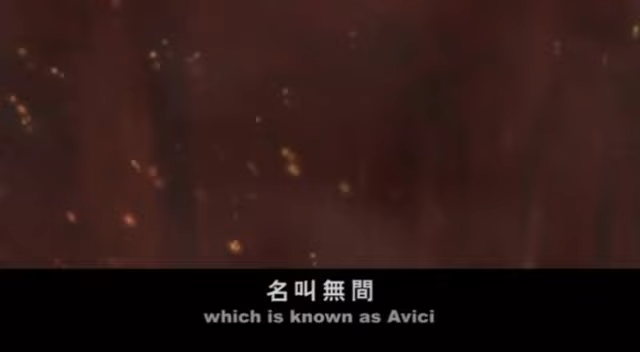 名叫無間
which is known as Avici